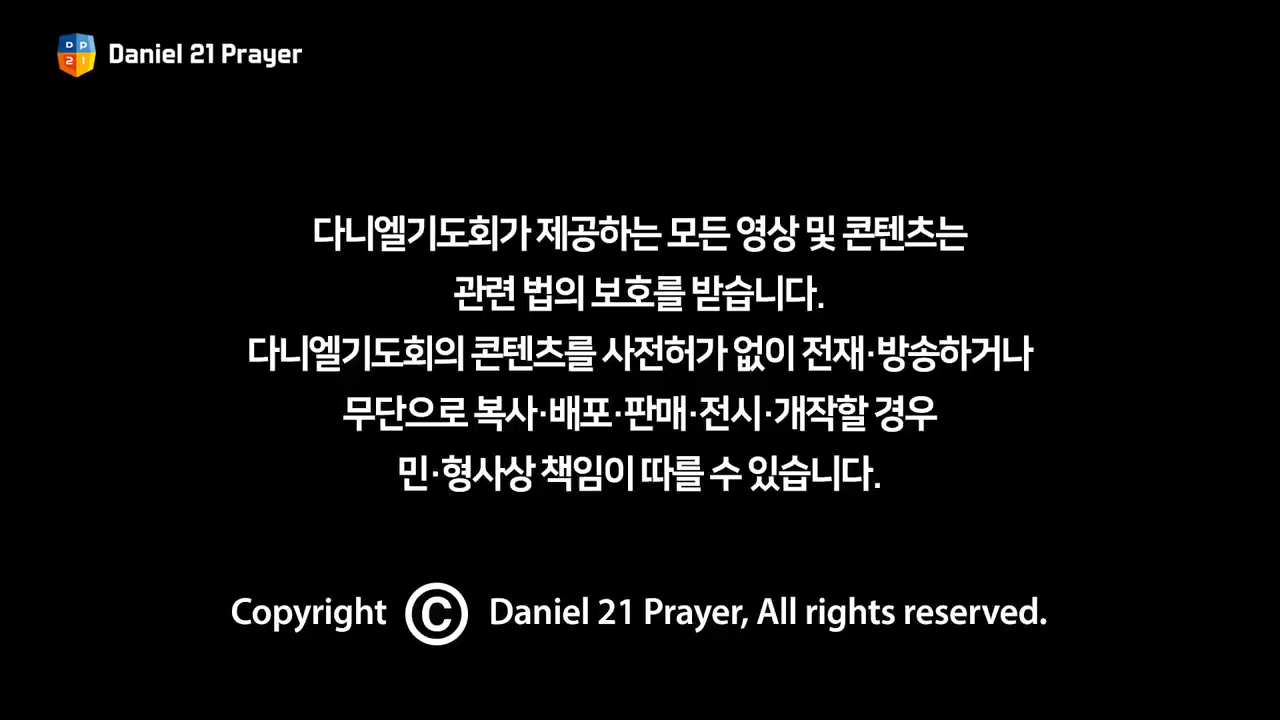 DP
21
Daniel 21 Prayer
다니엘기도회가 제공하는 모든 영상 및 콘텐츠는
관련 법의 보호를 받습니다.
다니엘기도회의 콘텐츠를 사전허가 없이 전재·방송하거나
무단으로 복사·배포·판매·전시·개작할 경우
민·형사상 책임이 따를 수 있습니다.
Copyright © Daniel 21 Prayer, All rights reserved.